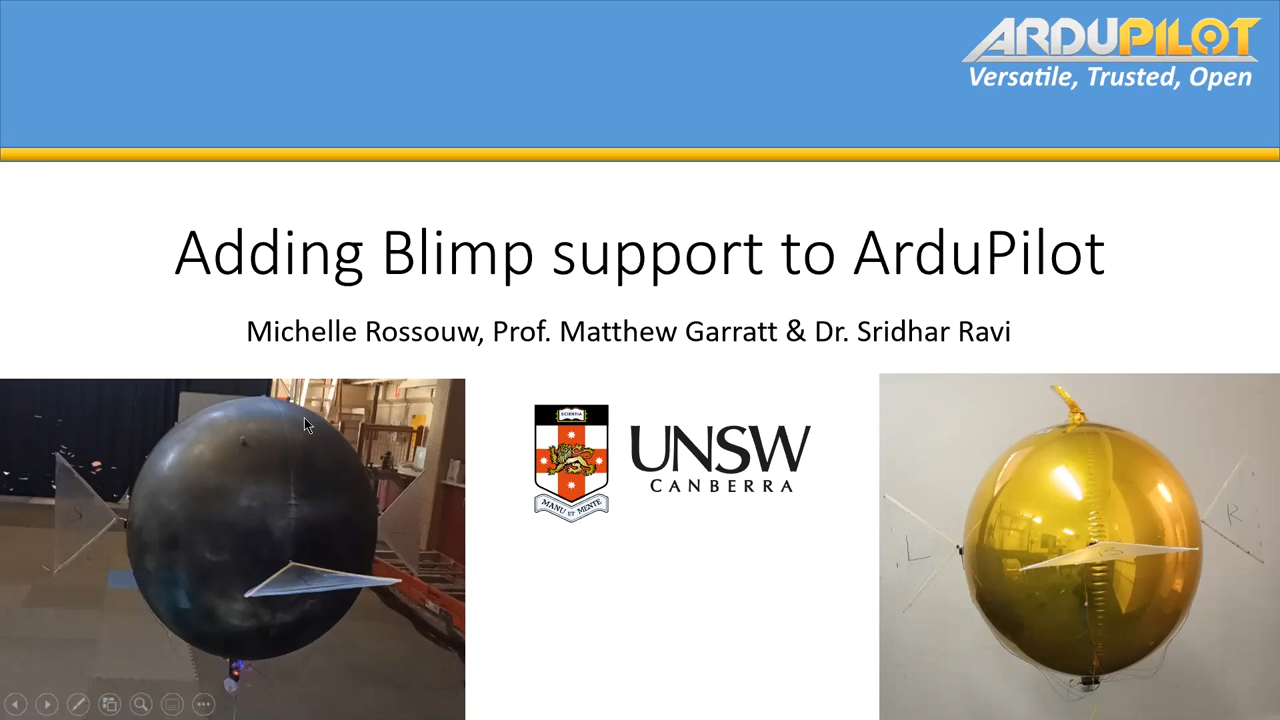 ARDUPILOT
Versatile, Trusted, Open
Adding Blimp support to ArduPilot
Michelle Rossouw, Prof. Matthew Garratt & Dr. Sridhar Ravi
SCIENTIA
UNSW
CANBERRA
MANU ET MENTE
L
B
R